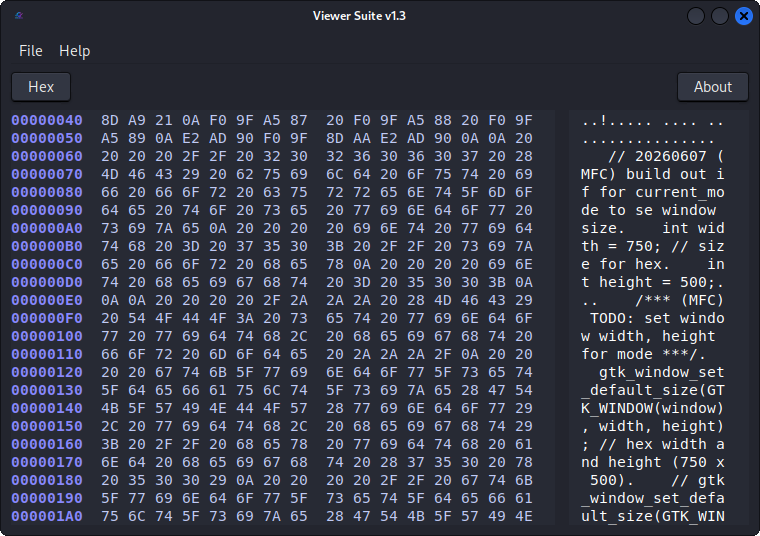 Viewer Suite v1.3
File Help
Hex About
00000040 8D A9 21 0A F0 9F A5 87 20 F0 9F A5 88 20 F0 9F ..!..... .... ..
00000050 A5 89 0A E2 AD 90 F0 9F 8D AA E2 AD 90 0A 0A 20 ...............
00000060 20 20 20 2F 2F 20 32 30 32 36 30 36 30 37 20 28 // 20260607 (
00000070 4D 46 43 29 20 62 75 69 6C 64 20 6F 75 74 20 69 MFC) build out i
00000080 66 20 66 6F 72 20 63 75 72 72 65 6E 74 5F 6D 6F f for current_mo
00000090 64 65 20 74 6F 20 73 65 20 77 69 6E 64 6F 77 20 de to se window
000000A0 73 69 7A 65 0A 20 20 20 20 69 6E 74 20 77 69 64 size. int wid
000000B0 74 68 20 3D 20 37 35 30 3B 20 2F 2F 20 73 69 7A th = 750; // siz
000000C0 65 20 66 6F 72 20 68 65 78 0A 20 20 20 20 69 6E e for hex. in
000000D0 74 20 68 65 69 67 68 74 20 3D 20 35 30 30 3B 0A t height = 500;.
000000E0 0A 0A 20 20 20 20 2F 2A 2A 2A 20 28 4D 46 43 29 .. /*** (MFC)
000000F0 20 54 4F 44 4F 3A 20 73 65 74 20 77 69 6E 64 6F TODO: set windo
00000100 77 20 77 69 64 74 68 2C 20 68 65 69 67 68 74 20 w width, height
00000110 66 6F 72 20 6D 6F 64 65 20 2A 2A 2A 2F 0A 20 20 for mode ***/.
00000120 20 20 67 74 6B 5F 77 69 6E 64 6F 77 5F 73 65 74 gtk_window_set
00000130 5F 64 65 66 61 75 6C 74 5F 73 69 7A 65 28 47 54 _default_size(GT
00000140 4B 5F 57 49 4E 44 4F 57 28 77 69 6E 64 6F 77 29 K_WINDOW(window)
00000150 2C 20 77 69 64 74 68 2C 20 68 65 69 67 68 74 29 , width, height)
00000160 3B 20 2F 2F 20 68 65 78 20 77 69 64 74 68 20 61 ; // hex width a
00000170 6E 64 20 68 65 69 67 68 74 20 28 37 35 30 20 78 nd height (750 x
00000180 20 35 30 30 29 0A 20 20 20 20 2F 2F 20 67 74 6B 500). // gtk
00000190 5F 77 69 6E 64 6F 77 5F 73 65 74 5F 64 65 66 61 _window_set_defa
000001A0 75 6C 74 5F 73 69 7A 65 28 47 54 4B 5F 57 49 4E ult_size(GTK_WIN